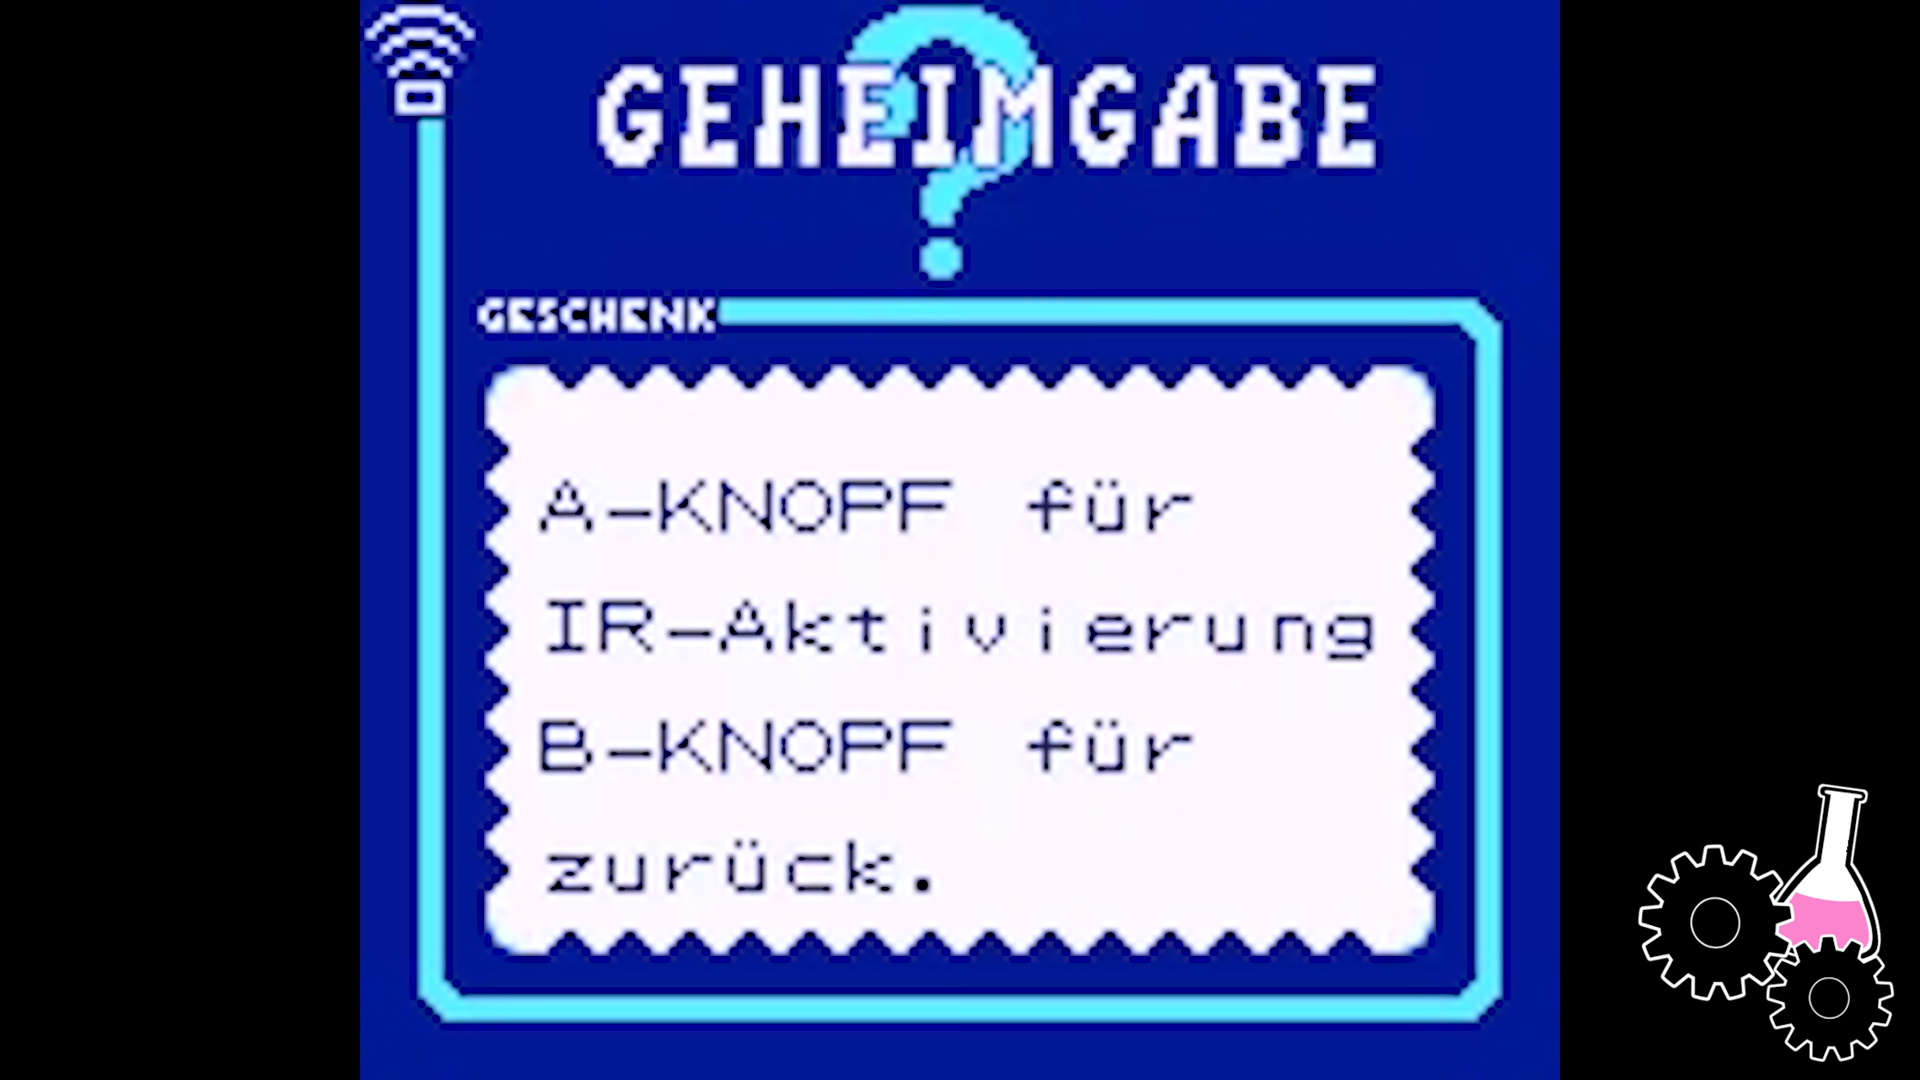 GEHEIMGABE
GESCHENK
A-KNOPF für
IR-Aktivierung
B-KNOPF für
zurück.